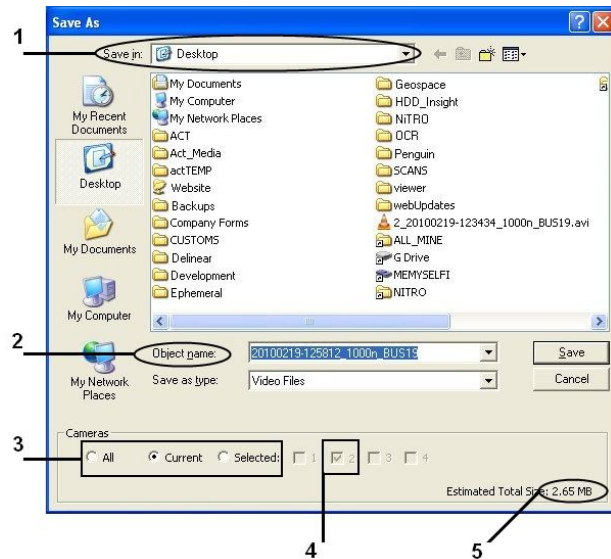 Save As
1
Save in: Desktop
My Recent Documents
Desktop
My Documents
My Computer
My Network Places
My Documents
My Computer
My Network Places
ACT
Act_Media
actTEMP
Website
Backups
Company Forms
CUSTOMS
Delinear
Development
Ephemeral
Geospace
HDD_Insight
NiTRO
OCR
Penguin
SCANS
viewer
webUpdates
2_20100219-123434_1000n_BUS19.avi
ALL_MINE
G Drive
MEMYSELFI
NITRO
2
Object name: 20100219-125812_1000n_BUS19
Save
Save as type: Video Files
Cancel
Cameras
3
All Current Selected: 1 2 3 4
Estimated Total Size: 2.65 MB
4
5